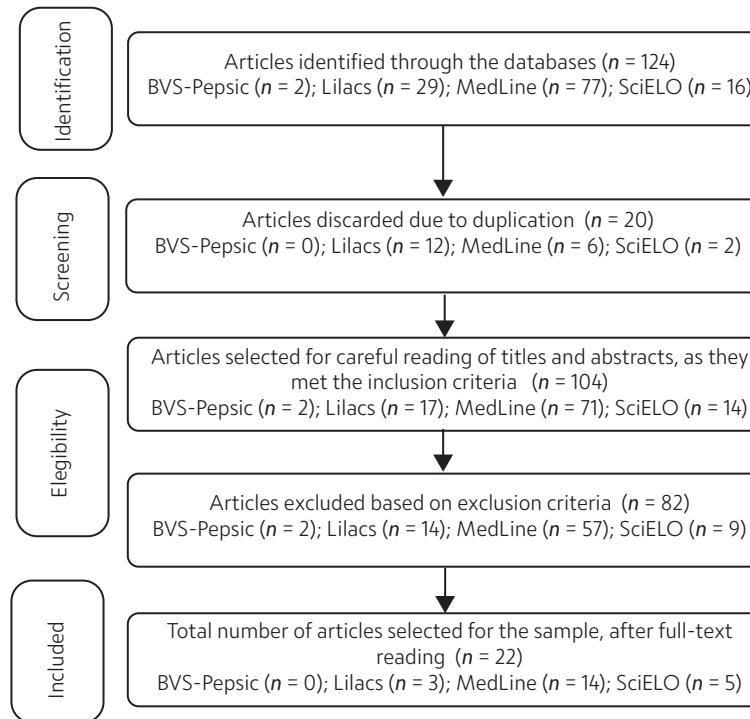 Identification
Articles identified through the databases (n = 124)
BVS-Pepsic (n = 2); Lilacs (n = 29); MedLine (n = 77); SciELO (n = 16)
Screening
Articles discarded due to duplication (n = 20)
BVS-Pepsic (n = 0); Lilacs (n = 12); MedLine (n = 6); SciELO (n = 2)
Elegibility
Articles selected for careful reading of titles and abstracts, as they
met the inclusion criteria (n = 104)
BVS-Pepsic (n = 2); Lilacs (n = 17); MedLine (n = 71); SciELO (n = 14)
Articles excluded based on exclusion criteria (n = 82)
BVS-Pepsic (n = 2); Lilacs (n = 14); MedLine (n = 57); SciELO (n = 9)
Included
Total number of articles selected for the sample, after full-text
reading (n = 22)
BVS-Pepsic (n = 0); Lilacs (n = 3); MedLine (n = 14); SciELO (n = 5)